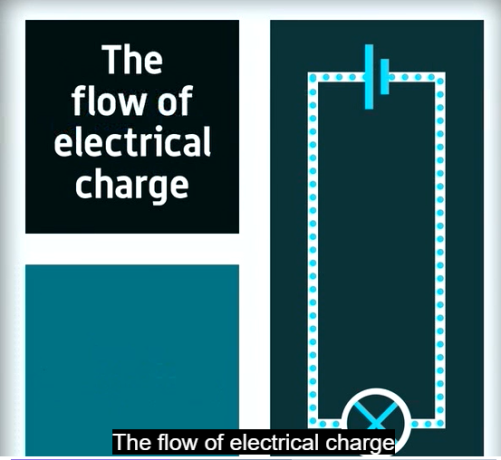 The
flow of
electrical
charge
The flow of electrical charge